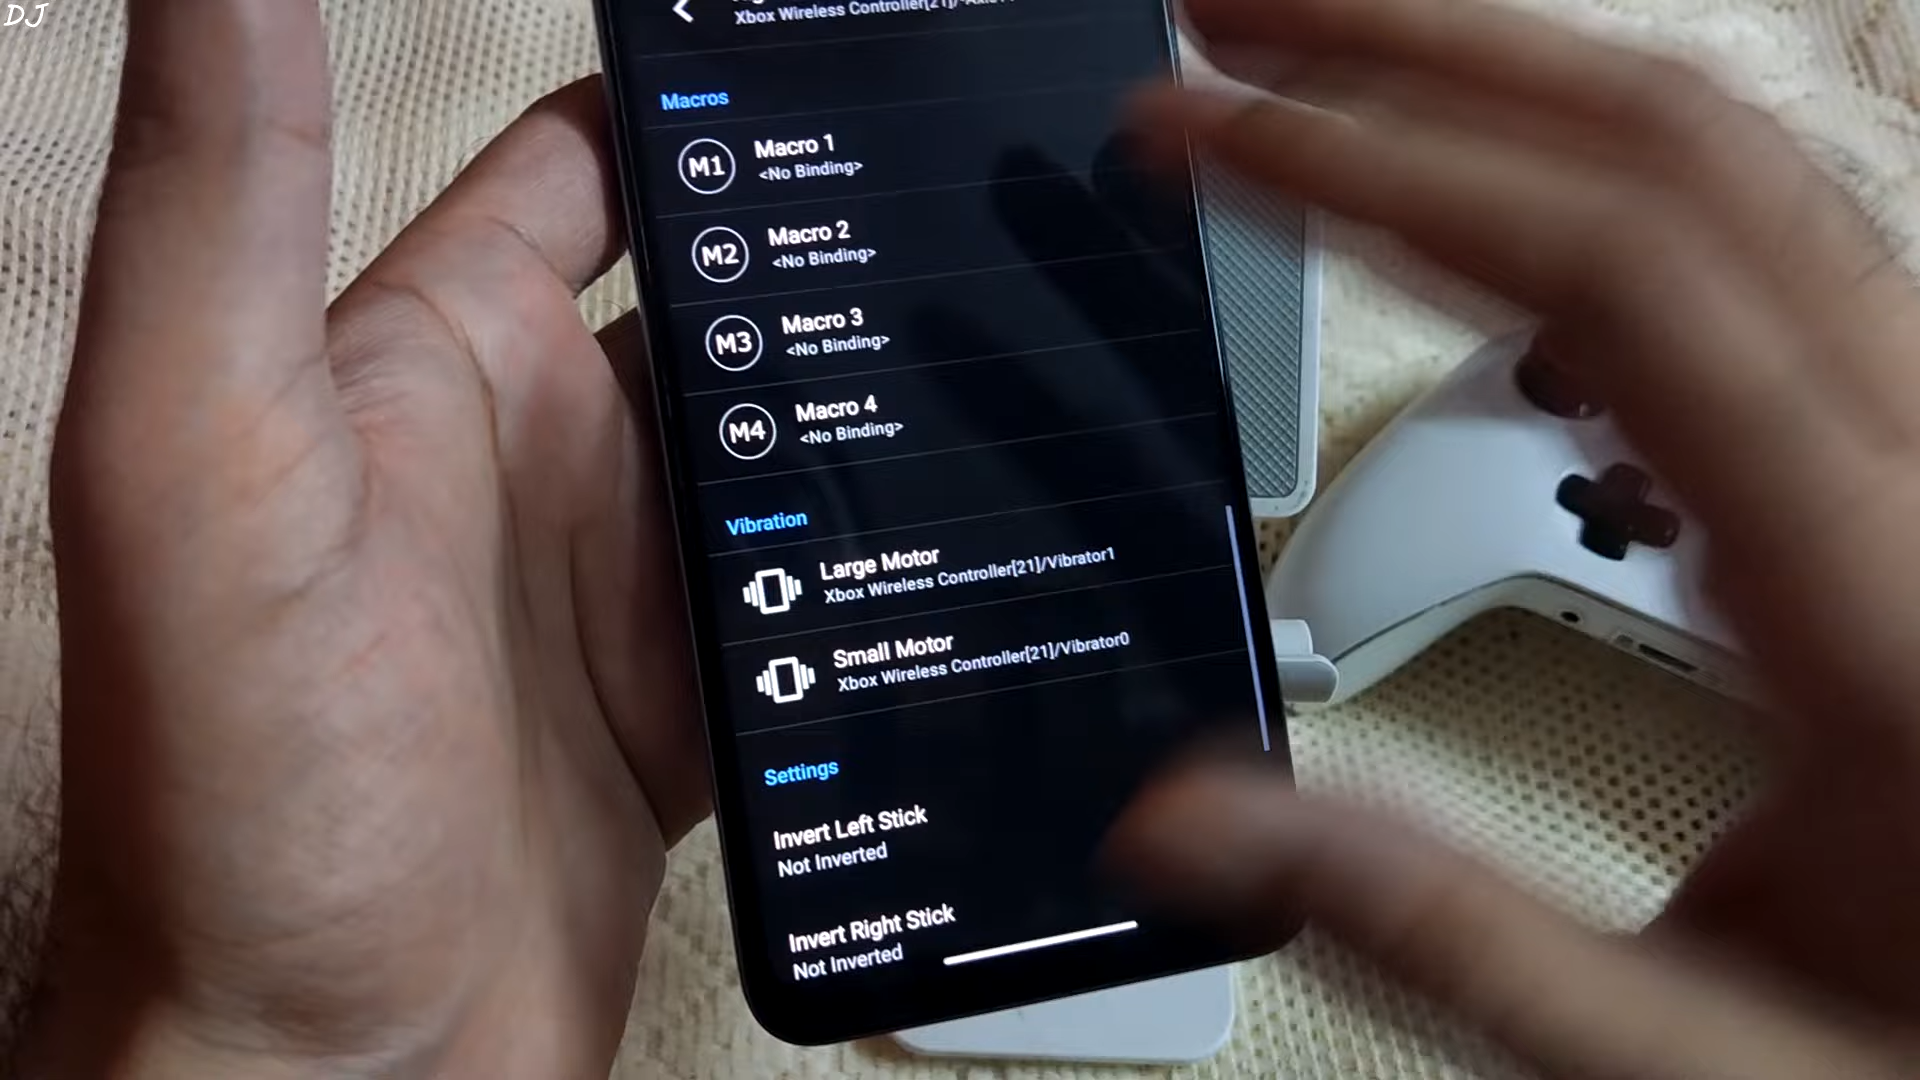 DJ
Xbox Wireless Controller[21]/
Macros
M1
Macro 1
<No Binding>
M2
Macro 2
<No Binding>
M3
Macro 3
<No Binding>
M4
Macro 4
<No Binding>
Vibration
Large Motor
Xbox Wireless Controller[21]/Vibrator1
Small Motor
Xbox Wireless Controller[21]/Vibrator0
Settings
Invert Left Stick
Not Inverted
Invert Right Stick
Not Inverted